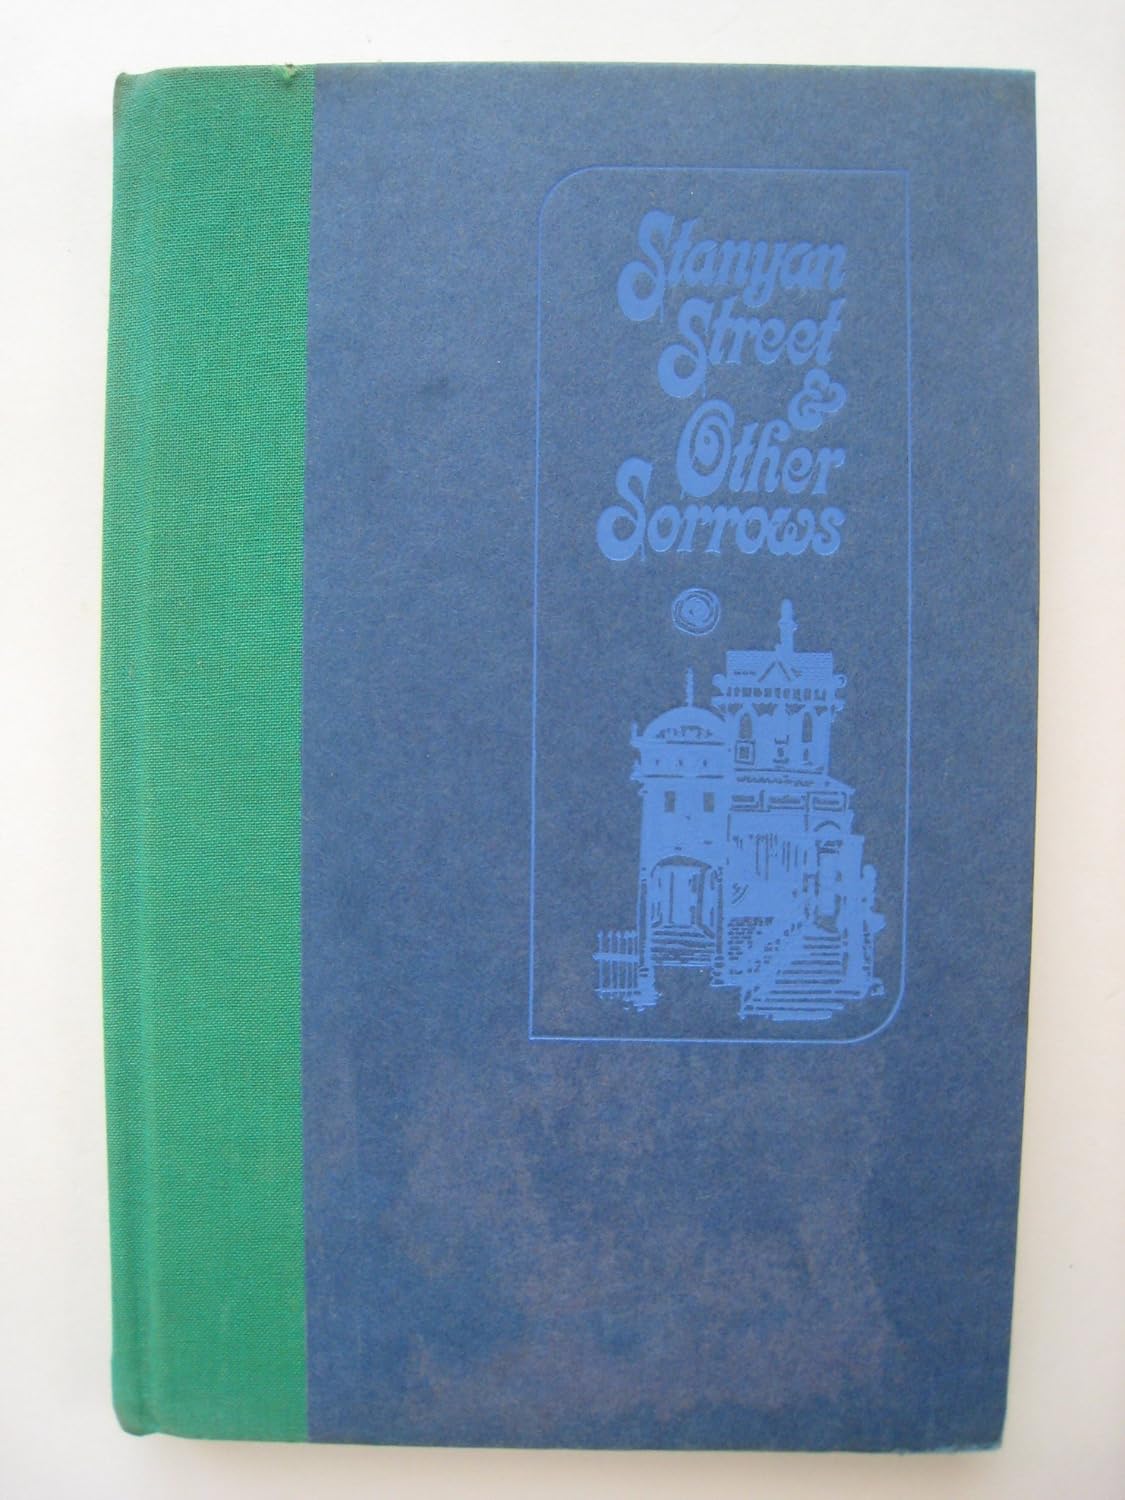 Stanyan
Street
&
Other
Sorrows